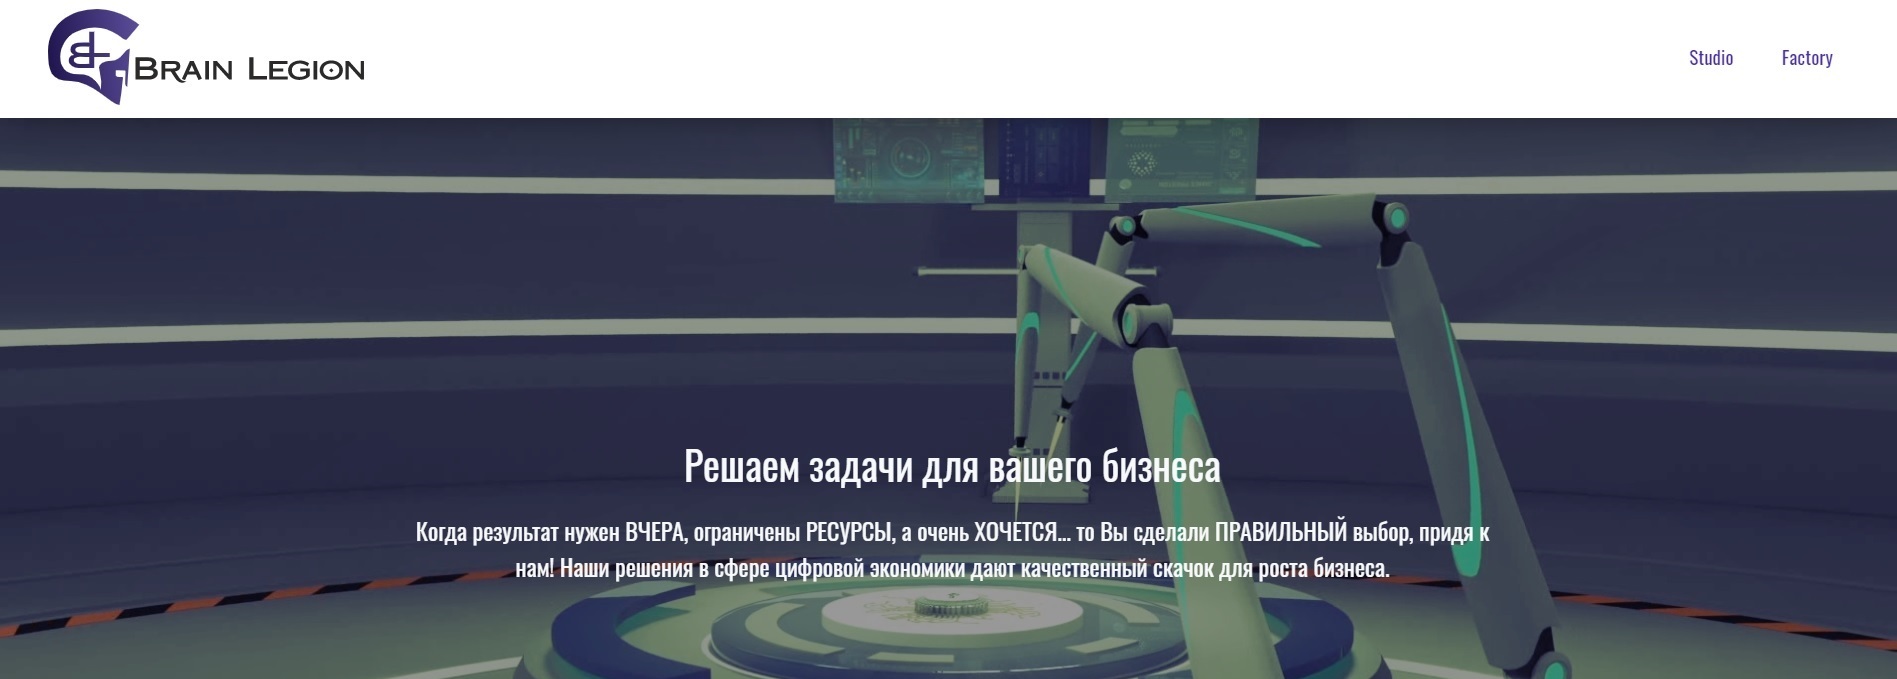 BRAIN LEGION
Studio
Factory
Решаем задачи для вашего бизнеса
Когда результат нужен ВЧЕРА, ограничены РЕСУРСЫ, а очень ХОЧЕТСЯ... то Вы сделали ПРАВИЛЬНЫЙ выбор, придя к
нам! Наши решения в сфере цифровой экономики дают качественный скачок для роста бизнеса.